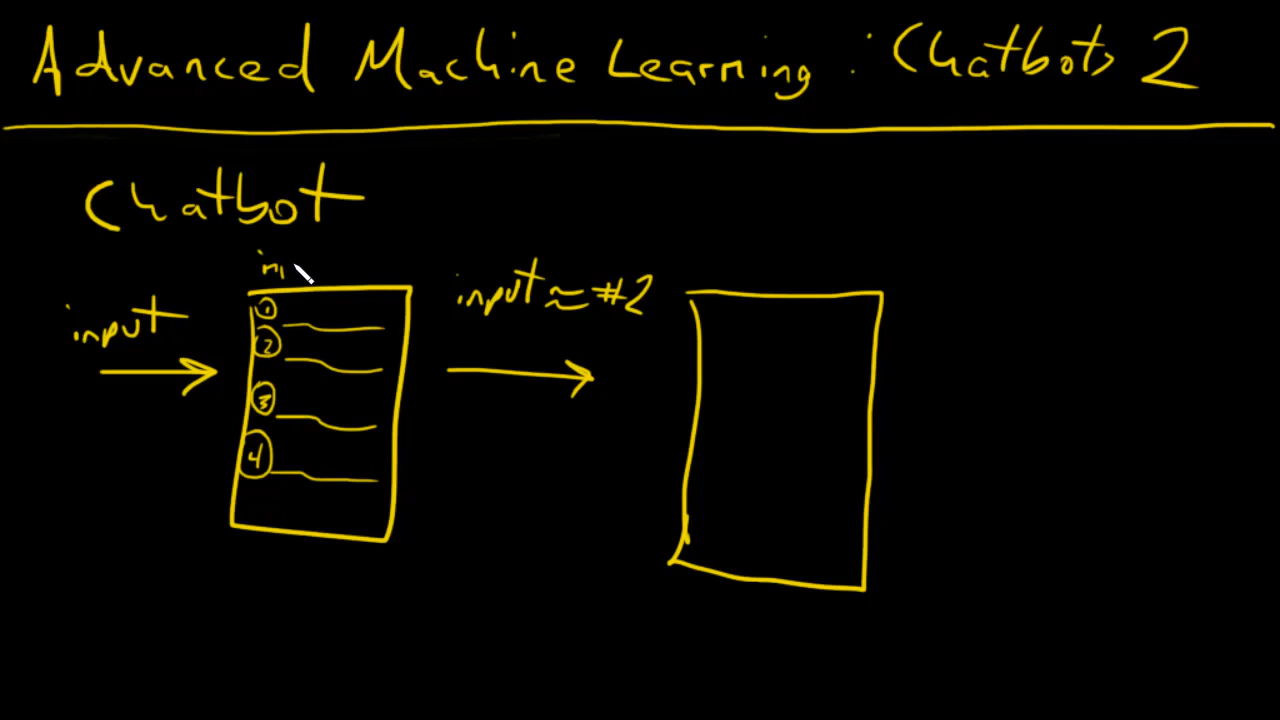 Advanced Machine Learning : Chatbots 2
Chatbot
input
1
2
3
4
input ≈ #2